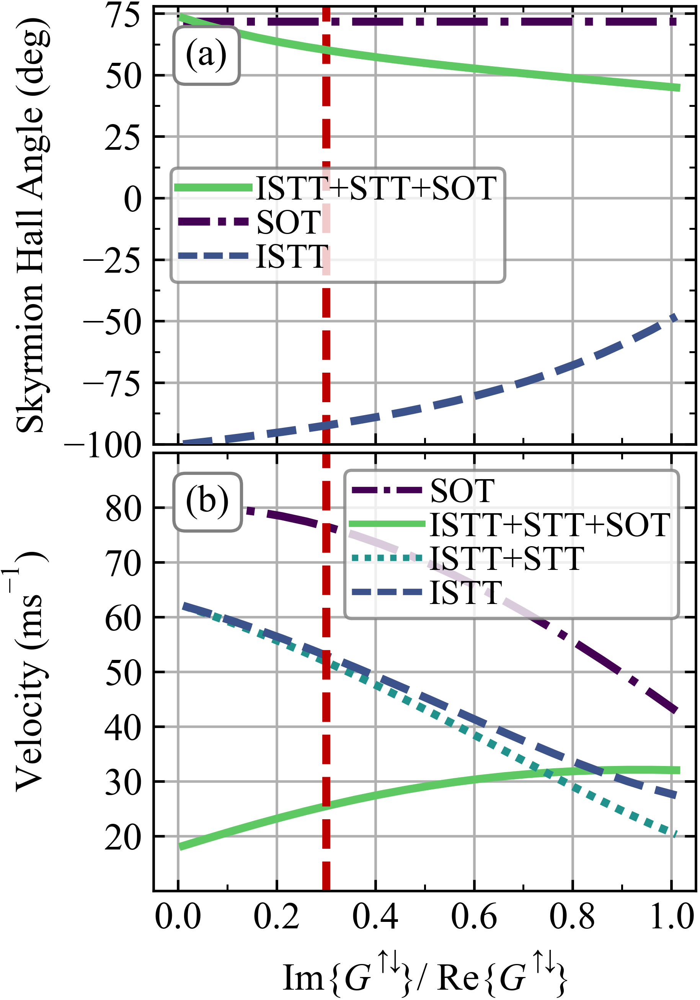 Skyrmion Hall Angle (deg)
75
50
25
0
−25
−50
−75
−100
(a)
ISTT+STT+SOT
SOT
ISTT
Velocity (ms⁻¹)
80
70
60
50
40
30
20
(b)
SOT
ISTT+STT+SOT
ISTT+STT
ISTT
0.0 0.2 0.4 0.6 0.8 1.0
Im{G↑↓}/ Re{G↑↓}